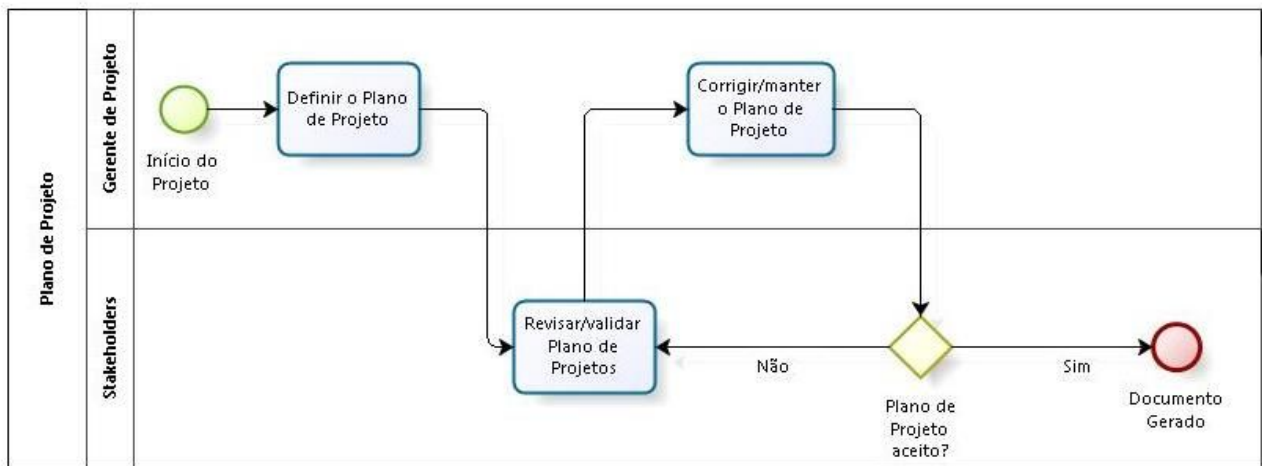 Plano de Projeto
Gerente de Projeto
Início do
Projeto
Definir o Plano
de Projeto
Corrigir/manter
o Plano de
Projeto
Stakeholders
Revisar/validar
Plano de
Projetos
Não
Plano de
Projeto
aceito?
Sim
Documento
Gerado